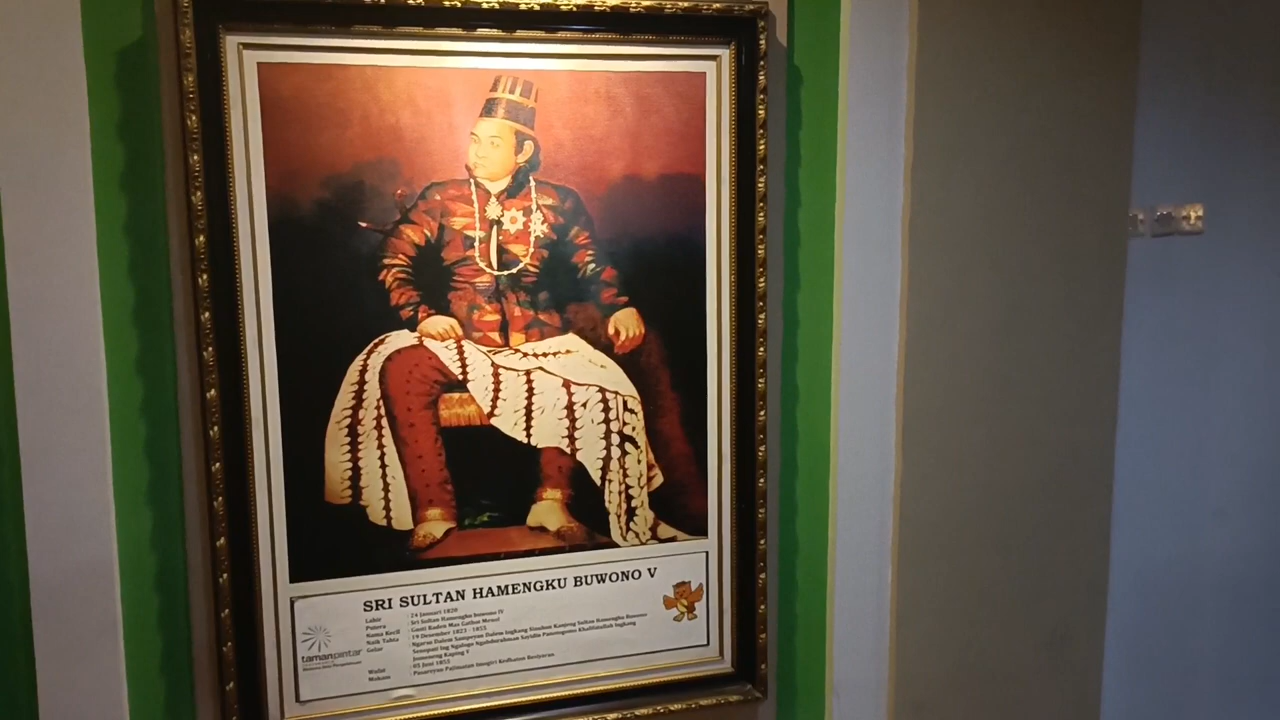 SRI SULTAN HAMENGKU BUWONO V
Lahir : 24 Januari 1820
Putera : Sri Sultan Hamengku Buwono IV
Nama Kecil : Gusti Raden Mas Gathot Menol
Naik Tahta : 19 Desember 1823 - 1855
Gelar : Ngarso Dalem Sampeyan Dalem Ingkang Sinuhun Kanjeng Sultan Hamengku Buwono
Senopati Ing Ngalogo Ngabdurahman Sayidin Panotogomo Khalifatullah Ingkang
Jumeneng Kaping V
Wafat : 05 Juni 1855
Makam : Pasareyan Pajimatan Imogiri Kedhaton Besiyaran
tamanpintar